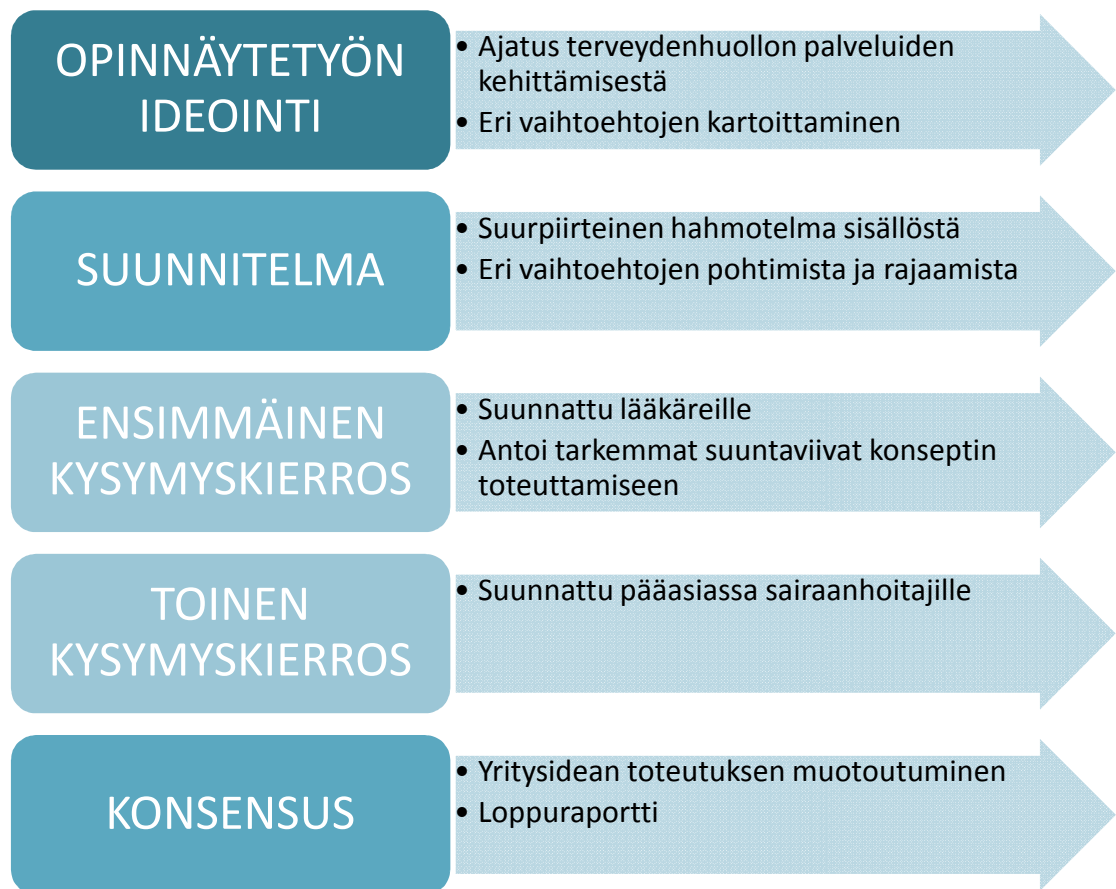 OPINNÄYTETYÖN
IDEOINTI
• Ajatus terveydenhuollon palveluiden
kehittämisestä
• Eri vaihtoehtojen kartoittaminen
SUUNNITELMA
• Suurpiirteinen hahmotelma sisällöstä
• Eri vaihtoehtojen pohtimista ja rajaamista
ENSIMMÄINEN
KYSYMYSKIERROS
• Suunnattu lääkäreille
• Antoi tarkemmat suuntaviivat konseptin
toteuttamiseen
TOINEN
KYSYMYSKIERROS
• Suunnattu pääasiassa sairaanhoitajille
KONSENSUS
• Yritysidean toteutuksen muotoutuminen
• Loppuraportti